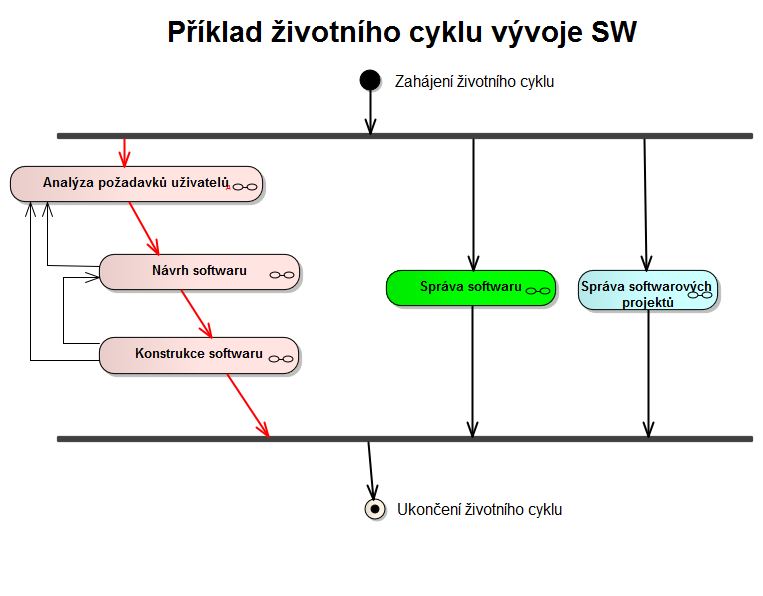 Příklad životního cyklu vývoje SW
Zahájení životního cyklu
Analýza požadavků uživatelů
Návrh softwaru
Správa softwaru
Správa softwarových
projektů
Konstrukce softwaru
Ukončení životního cyklu